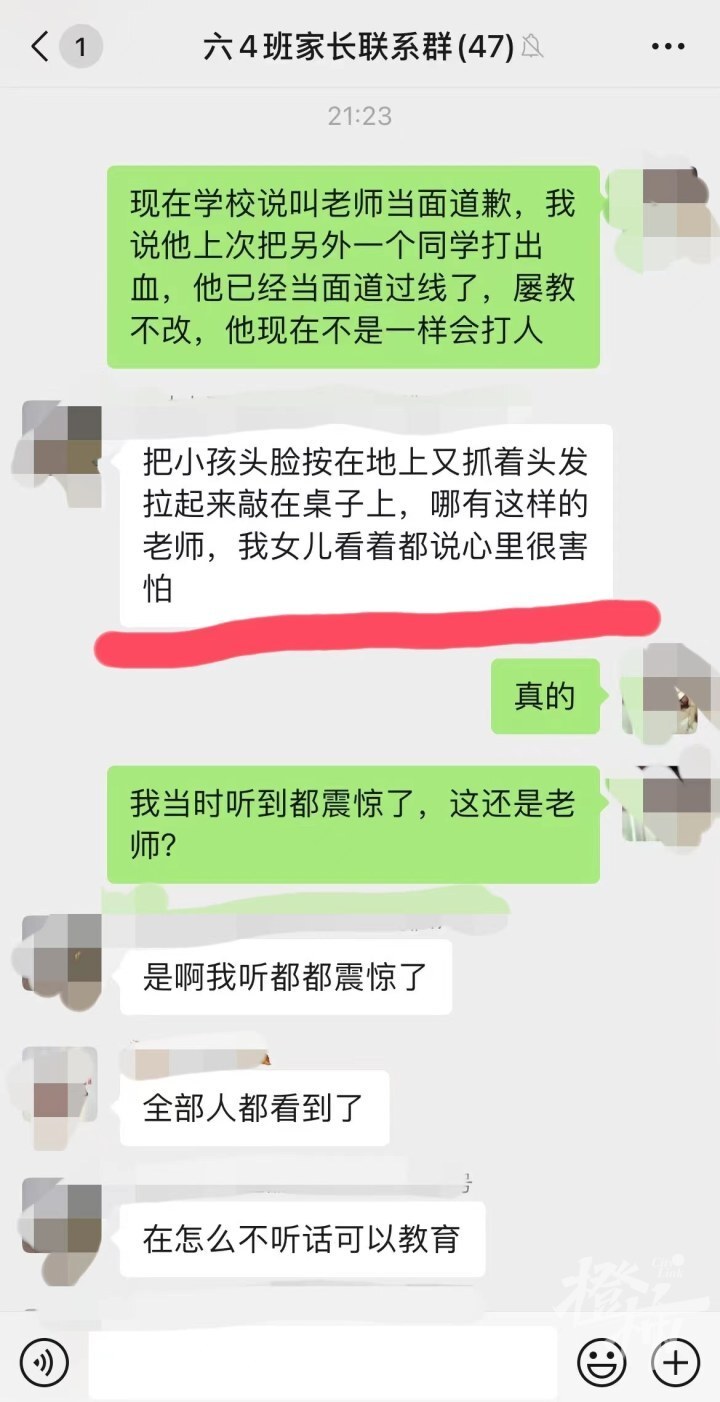 1
六4班家长联系群(47)
21:23
现在学校说叫老师当面道歉，我
说他上次把另外一个同学打出
血，他已经当面道过线了，屡教
不改，他现在不是一样会打人
把小孩头脸按在地上又抓着头发
拉起来敲在桌子上，哪有这样的
老师，我女儿看着都说心里很害
怕
真的
我当时听到都震惊了，这还是老
师?
是啊我听都都震惊了
全部人都看到了
号
在怎么不听话可以教育
橙柿